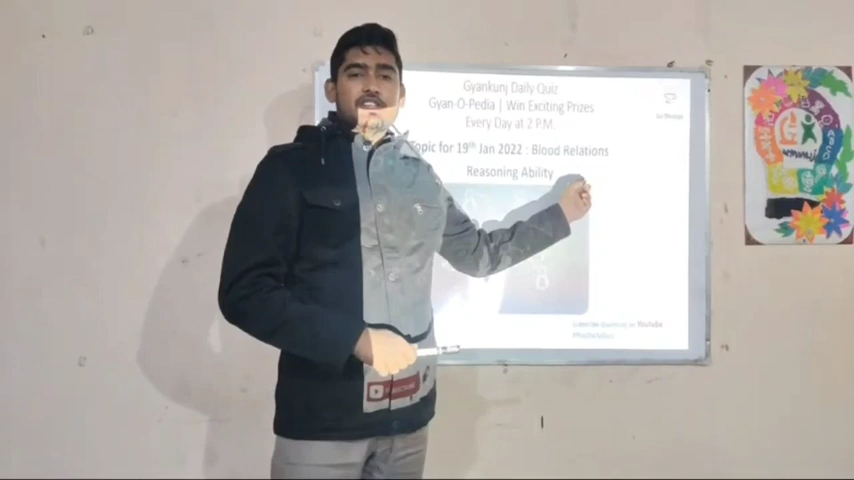 Gyankunj Daily Quiz
Gyan-O-Pedia | Win Exciting Prizes
Every Day at 2 P.M.
Topic for 19th Jan 2022 : Blood Relations
Reasoning Ability
SUBSCRIBE